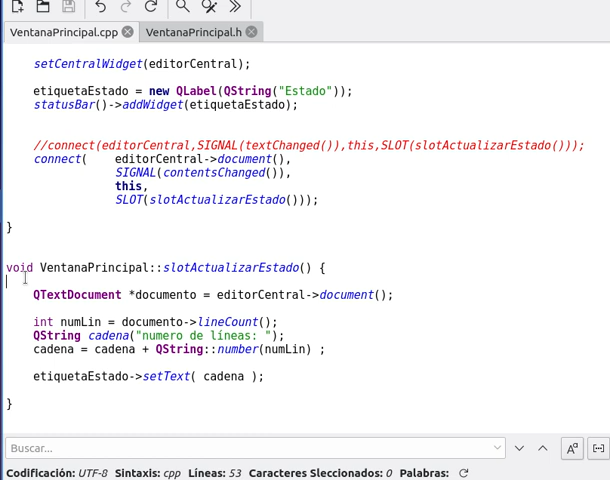 VentanaPrincipal.cpp VentanaPrincipal.h
setCentralWidget(editorCentral);
etiquetaEstado = new QLabel(QString("Estado"));
statusBar()->addWidget(etiquetaEstado);
//connect(editorCentral,SIGNAL(textChanged()),this,SLOT(slotActualizarEstado()));
connect( editorCentral->document(),
SIGNAL(contentsChanged()),
this,
SLOT(slotActualizarEstado()));
}
void VentanaPrincipal::slotActualizarEstado() {
QTextDocument *documento = editorCentral->document();
int numLin = documento->lineCount();
QString cadena("numero de líneas: ");
cadena = cadena + QString::number(numLin) ;
etiquetaEstado->setText( cadena );
}
Buscar...
Codificación: UTF-8 Sintaxis: cpp Líneas: 53 Caracteres Sleccionados: 0 Palabras: